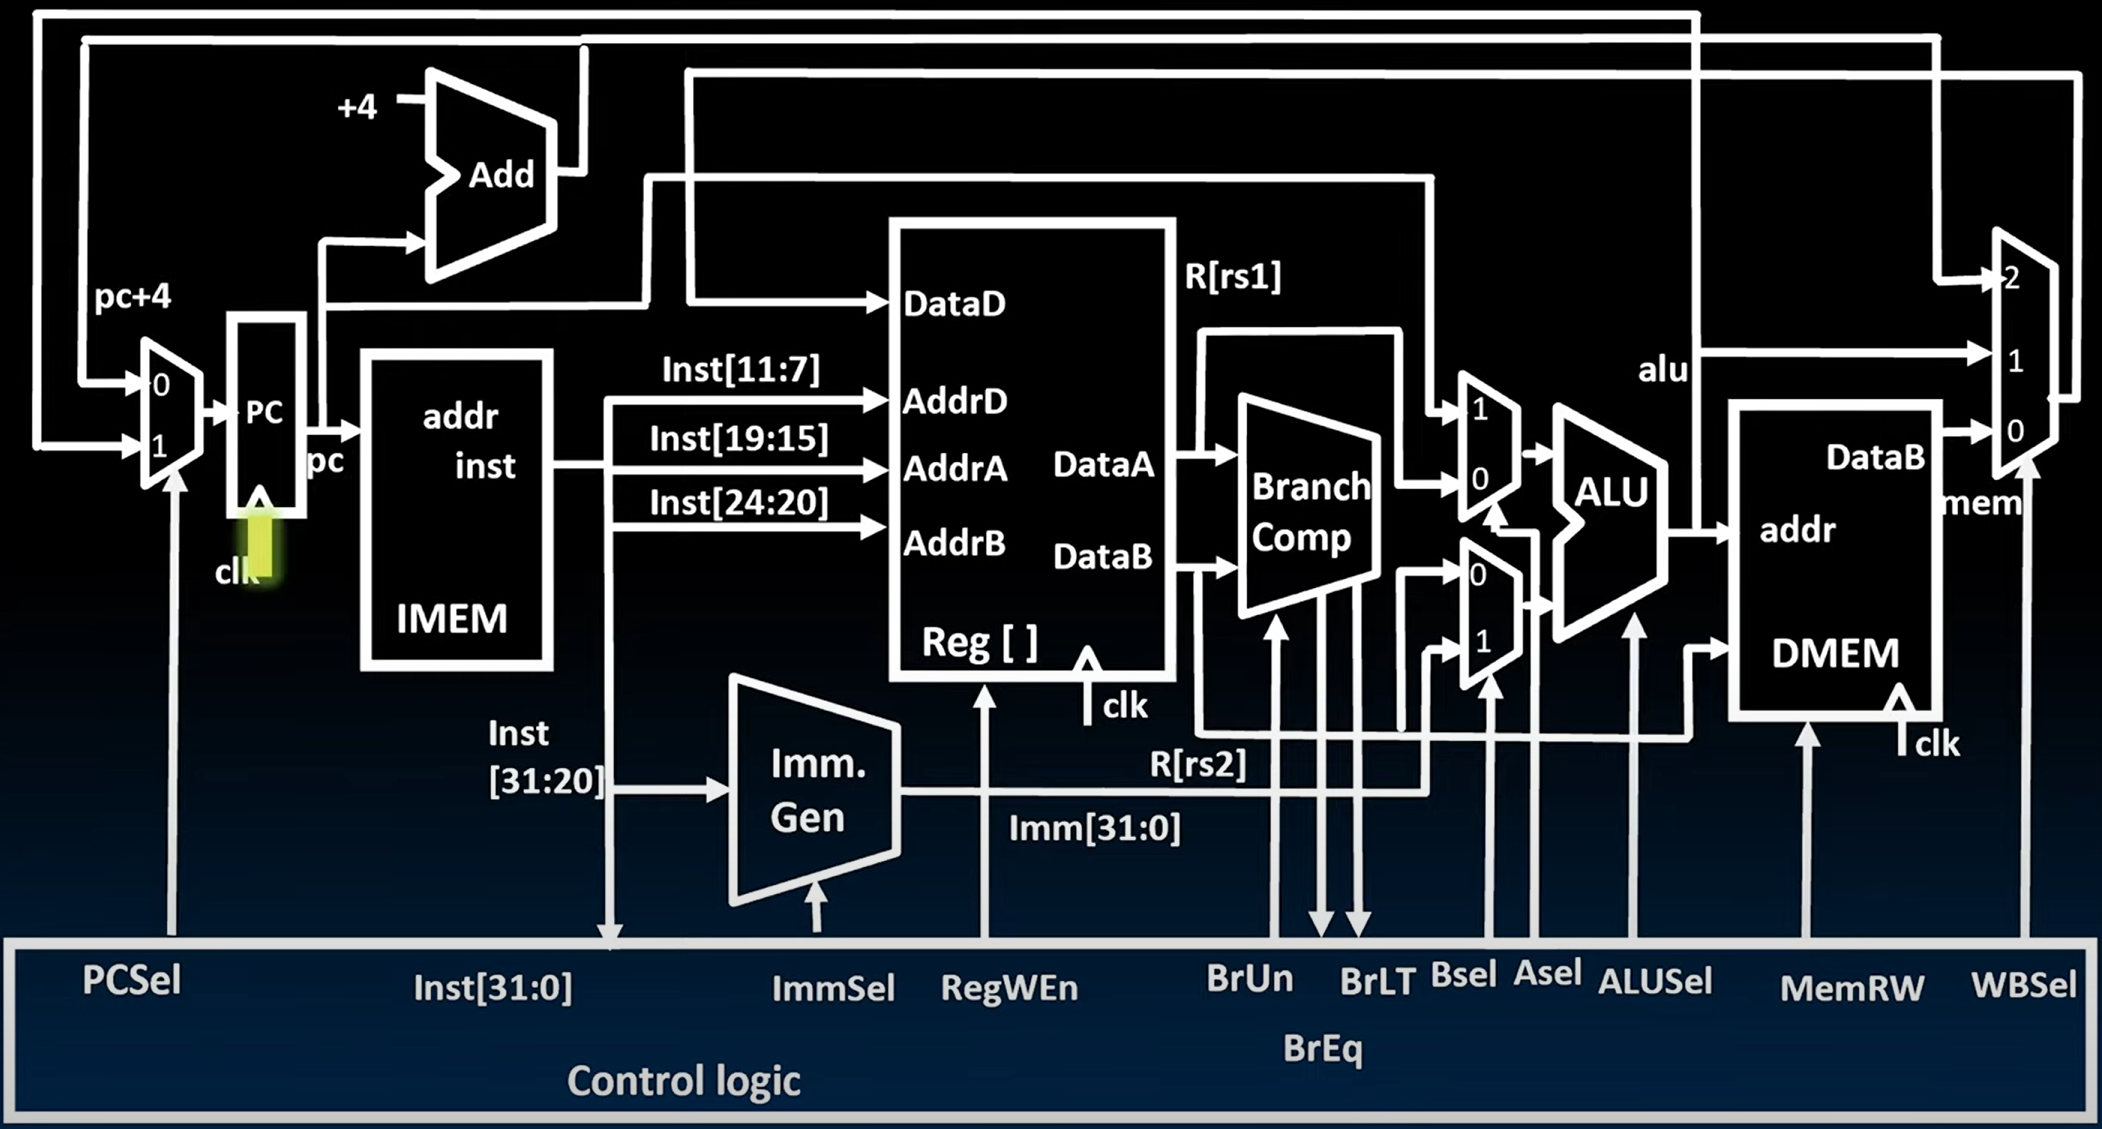 +4
Add
pc+4
R[rs1]
DataD
0
PC
addr
inst
Inst[11:7]
AddrD
Inst[19:15]
AddrA
DataA
Inst[24:20]
AddrB
DataB
1
pc
clk
IMEM
Reg [ ]
clk
Branch
Comp
1
0
0
1
ALU
alu
2
1
0
DataB
mem
addr
DMEM
clk
Inst
[31:20]
Imm.
Gen
R[rs2]
Imm[31:0]
PCSel
Inst[31:0]
ImmSel
RegWEn
BrUn
BrLT
Bsel
Asel
ALUSel
MemRW
WBSel
BrEq
Control logic